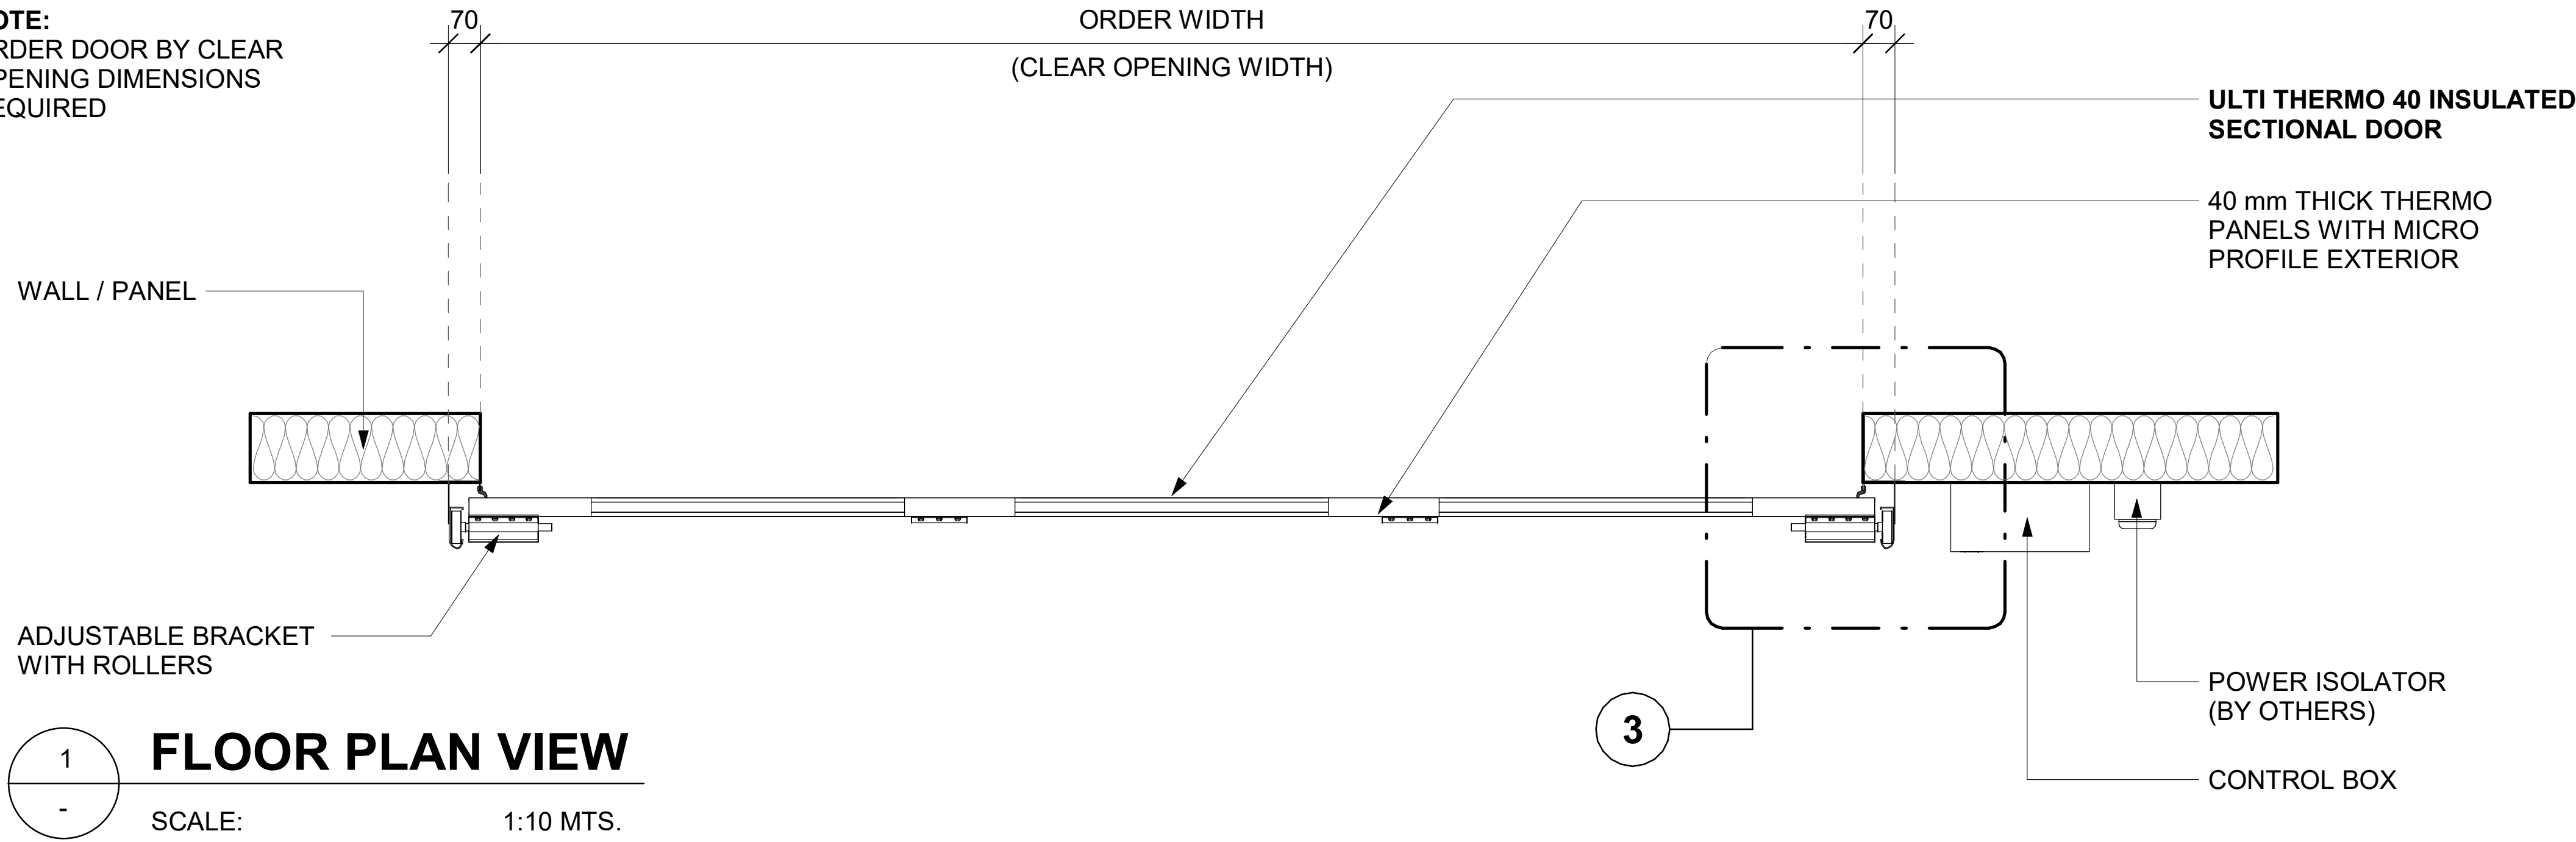 OTE:
RDER DOOR BY CLEAR
PENING DIMENSIONS
EQUIRED
70
ORDER WIDTH
(CLEAR OPENING WIDTH)
70
ULTI THERMO 40 INSULATED
SECTIONAL DOOR
40 mm THICK THERMO
PANELS WITH MICRO
PROFILE EXTERIOR
WALL / PANEL
ADJUSTABLE BRACKET
WITH ROLLERS
3
POWER ISOLATOR
(BY OTHERS)
CONTROL BOX
1
-
FLOOR PLAN VIEW
SCALE: 1:10 MTS.